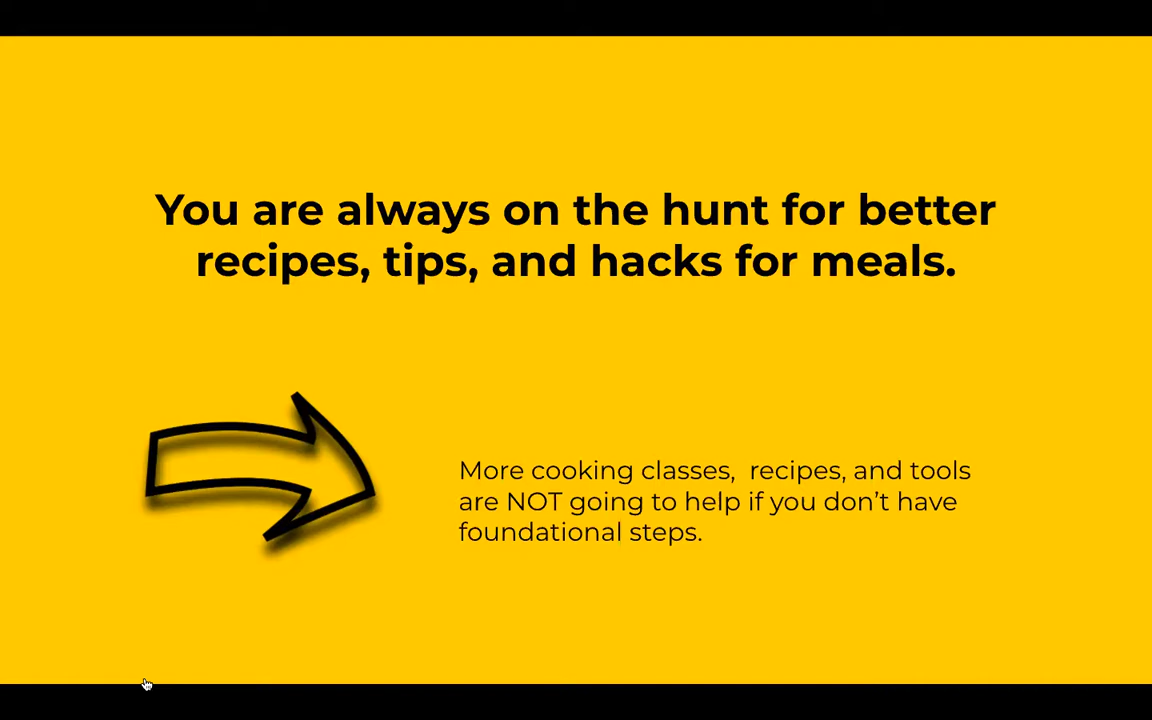 You are always on the hunt for better
recipes, tips, and hacks for meals.
More cooking classes,  recipes, and tools
are NOT going to help if you don’t have
foundational steps.